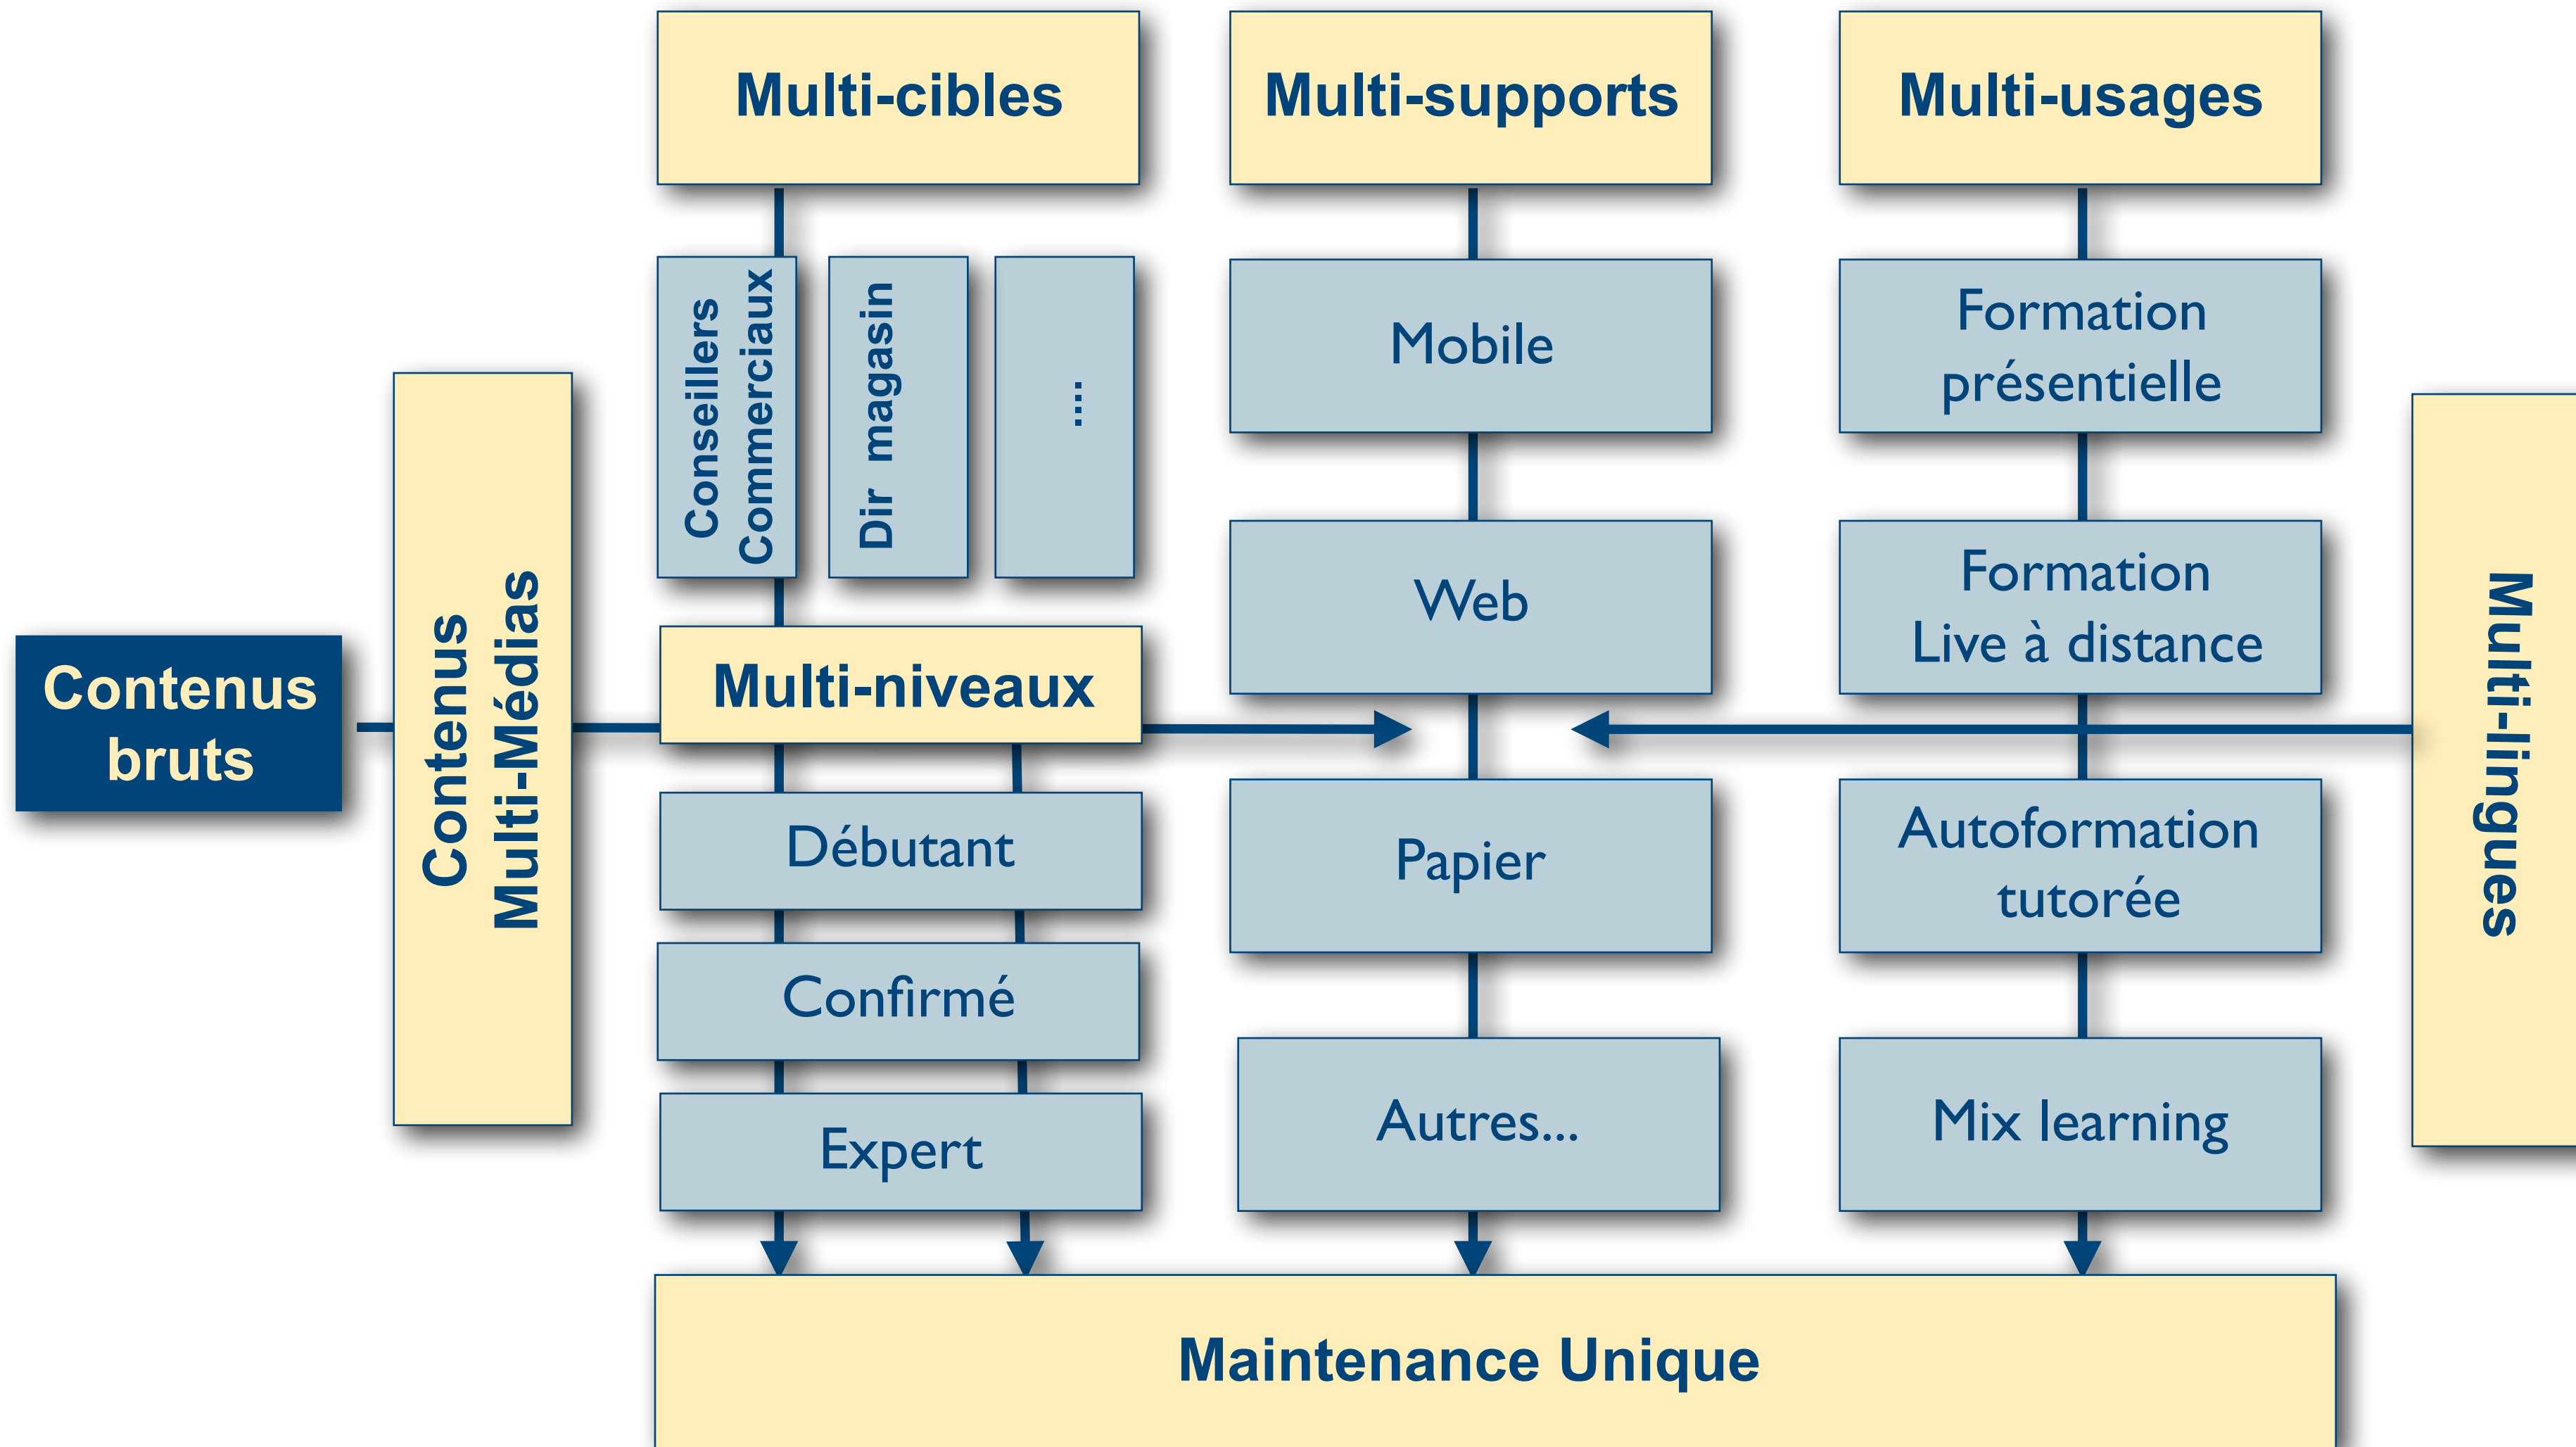 Multi-cibles
Multi-supports
Multi-usages
Conseillers
Commerciaux
Dir magasin
....
Mobile
Formation
présentielle
Web
Formation
Live à distance
Contenus
bruts
Contenus
Multi-Médias
Multi-niveaux
Multi-lingues
Débutant
Papier
Autoformation
tutorée
Confirmé
Expert
Autres...
Mix learning
Maintenance Unique